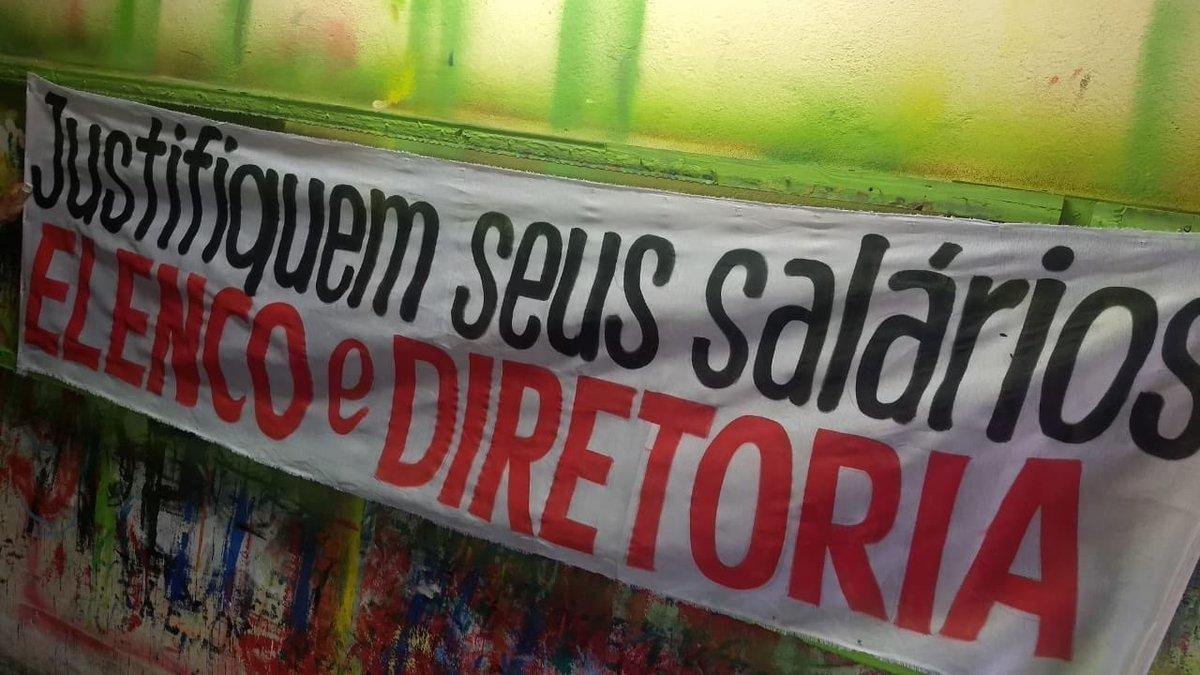 Justifiquem seus salários
ELENCO e DIRETORIA